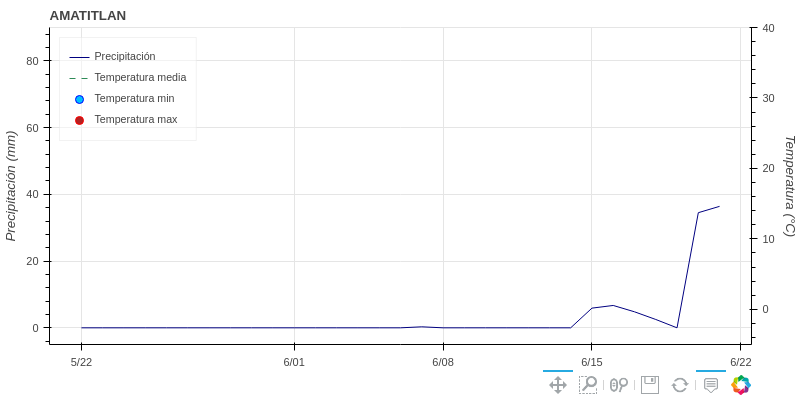 AMATITLAN
Precipitación
Temperatura media
Temperatura min
Temperatura max
80
60
40
20
0
Precipitación (mm)
40
30
20
10
0
Temperatura (°C)
5/22
6/01
6/08
6/15
6/22